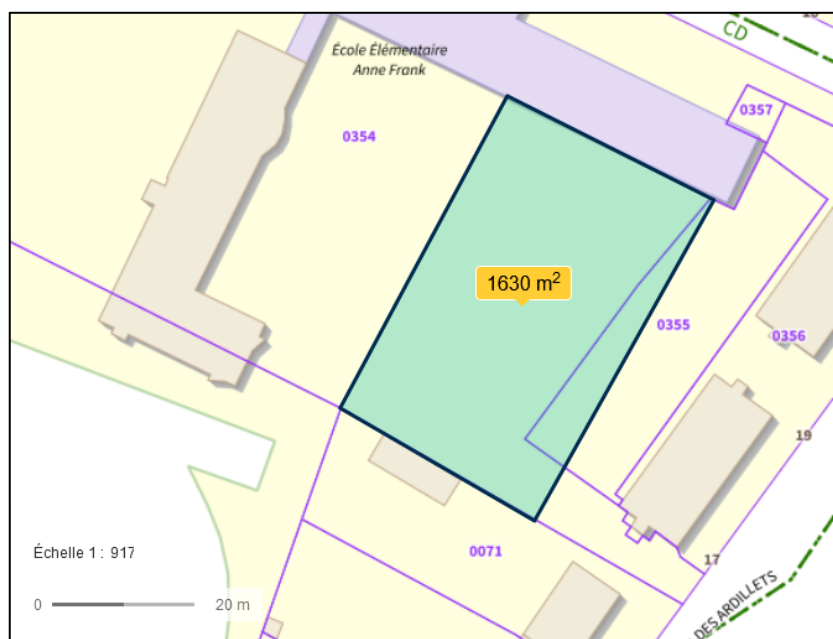 CD
École Élémentaire
Anne Frank
0357
0354
1630 m²
0355
0356
19
Échelle 1 : 917
0071
17
0 20 m
DES ARDILLETS